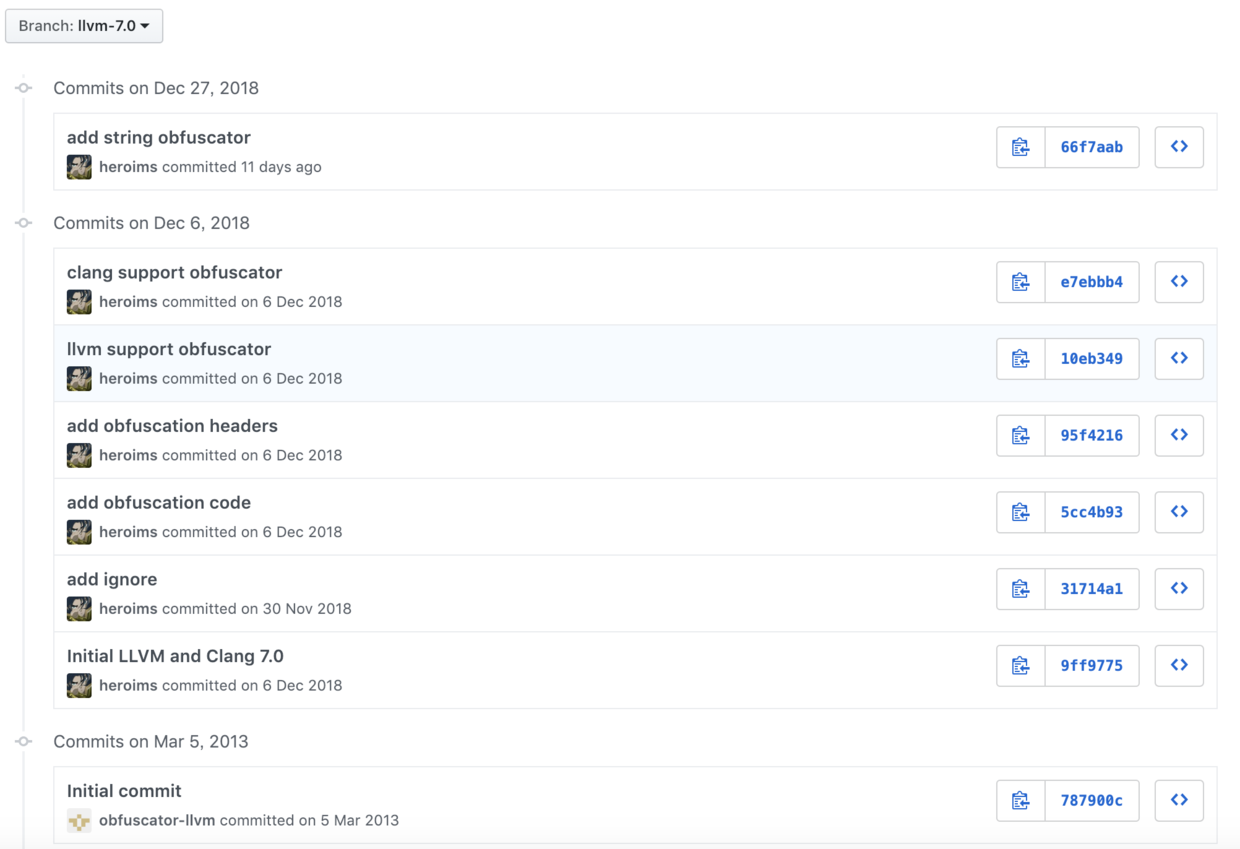 Branch: llvm-7.0
Commits on Dec 27, 2018
add string obfuscator
66f7aab
heroims committed 11 days ago
Commits on Dec 6, 2018
clang support obfuscator
e7ebbb4
heroims committed on 6 Dec 2018
llvm support obfuscator
10eb349
heroims committed on 6 Dec 2018
add obfuscation headers
95f4216
heroims committed on 6 Dec 2018
add obfuscation code
5cc4b93
heroims committed on 6 Dec 2018
add ignore
31714a1
heroims committed on 30 Nov 2018
Initial LLVM and Clang 7.0
9ff9775
heroims committed on 6 Dec 2018
Commits on Mar 5, 2013
Initial commit
787900c
obfuscator-llvm committed on 5 Mar 2013